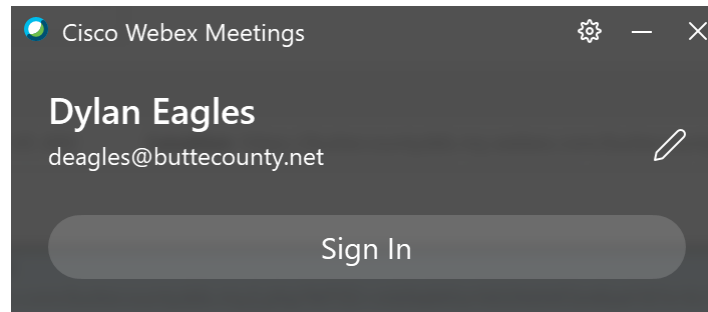 Cisco Webex Meetings
Dylan Eagles
deagles@buttecounty.net
Sign In